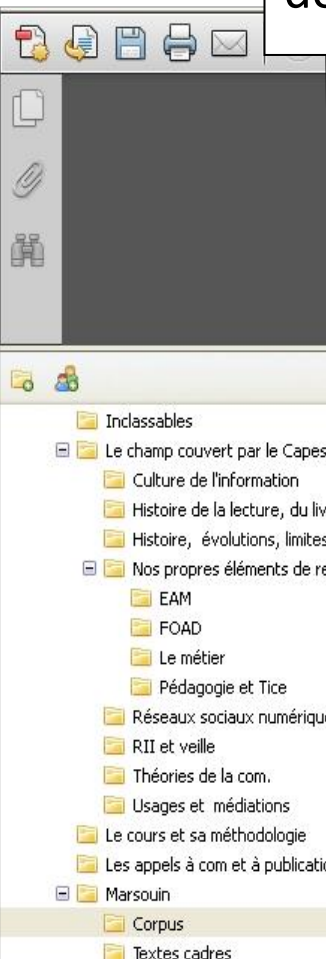 Inclassables
Le champ couvert par le Capes
Culture de l'information
Histoire de la lecture, du liv
Histoire, évolutions, limites
Nos propres éléments de re
EAM
FOAD
Le métier
Pédagogie et Tice
Réseaux sociaux numérique
RII et veille
Théories de la com.
Usages et médiations
Le cours et sa méthodologie
Les appels à com et à publicatio
Marsouin
Corpus
Textes cadres